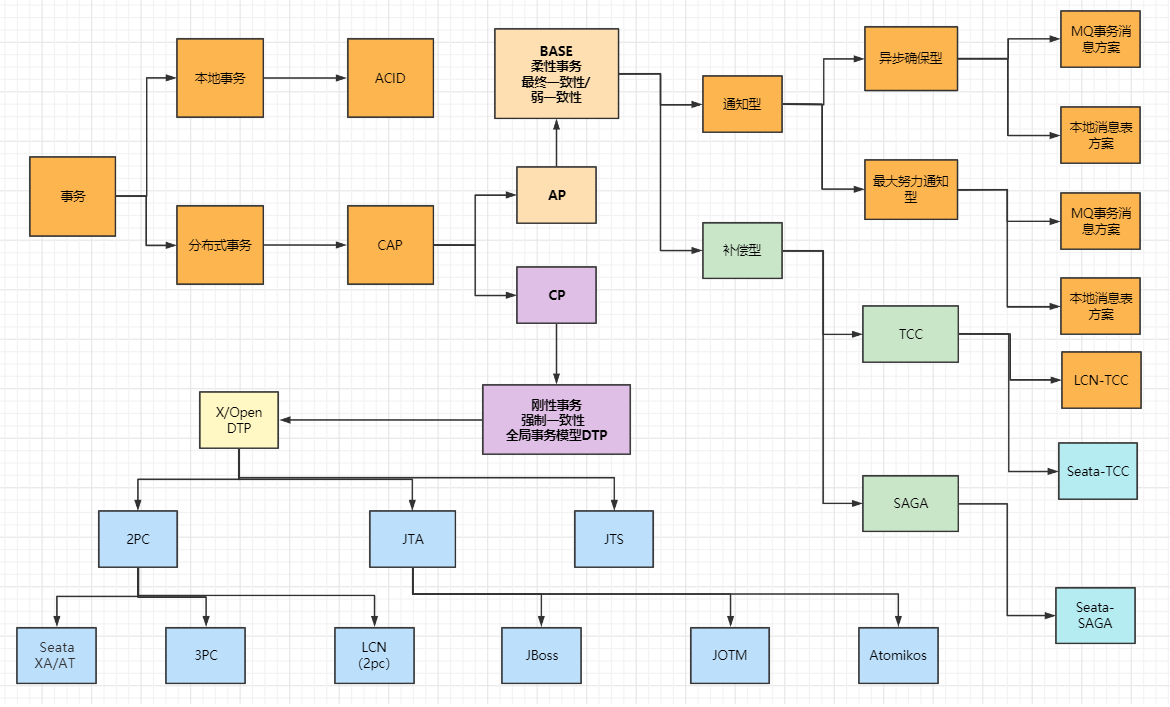 事务
本地事务
ACID
分布式事务
CAP
BASE
柔性事务
最终一致性/
弱一致性
AP
CP
刚性事务
强制一致性
全局事务模型DTP
通知型
异步确保型
MQ事务消
息方案
本地消息表
方案
最大努力通知
型
MQ事务消
息方案
本地消息表
方案
补偿型
TCC
LCN-TCC
Seata-TCC
SAGA
Seata-
SAGA
X/Open
DTP
2PC
JTA
JTS
Seata
XA/AT
3PC
LCN
(2pc)
JBoss
JOTM
Atomikos